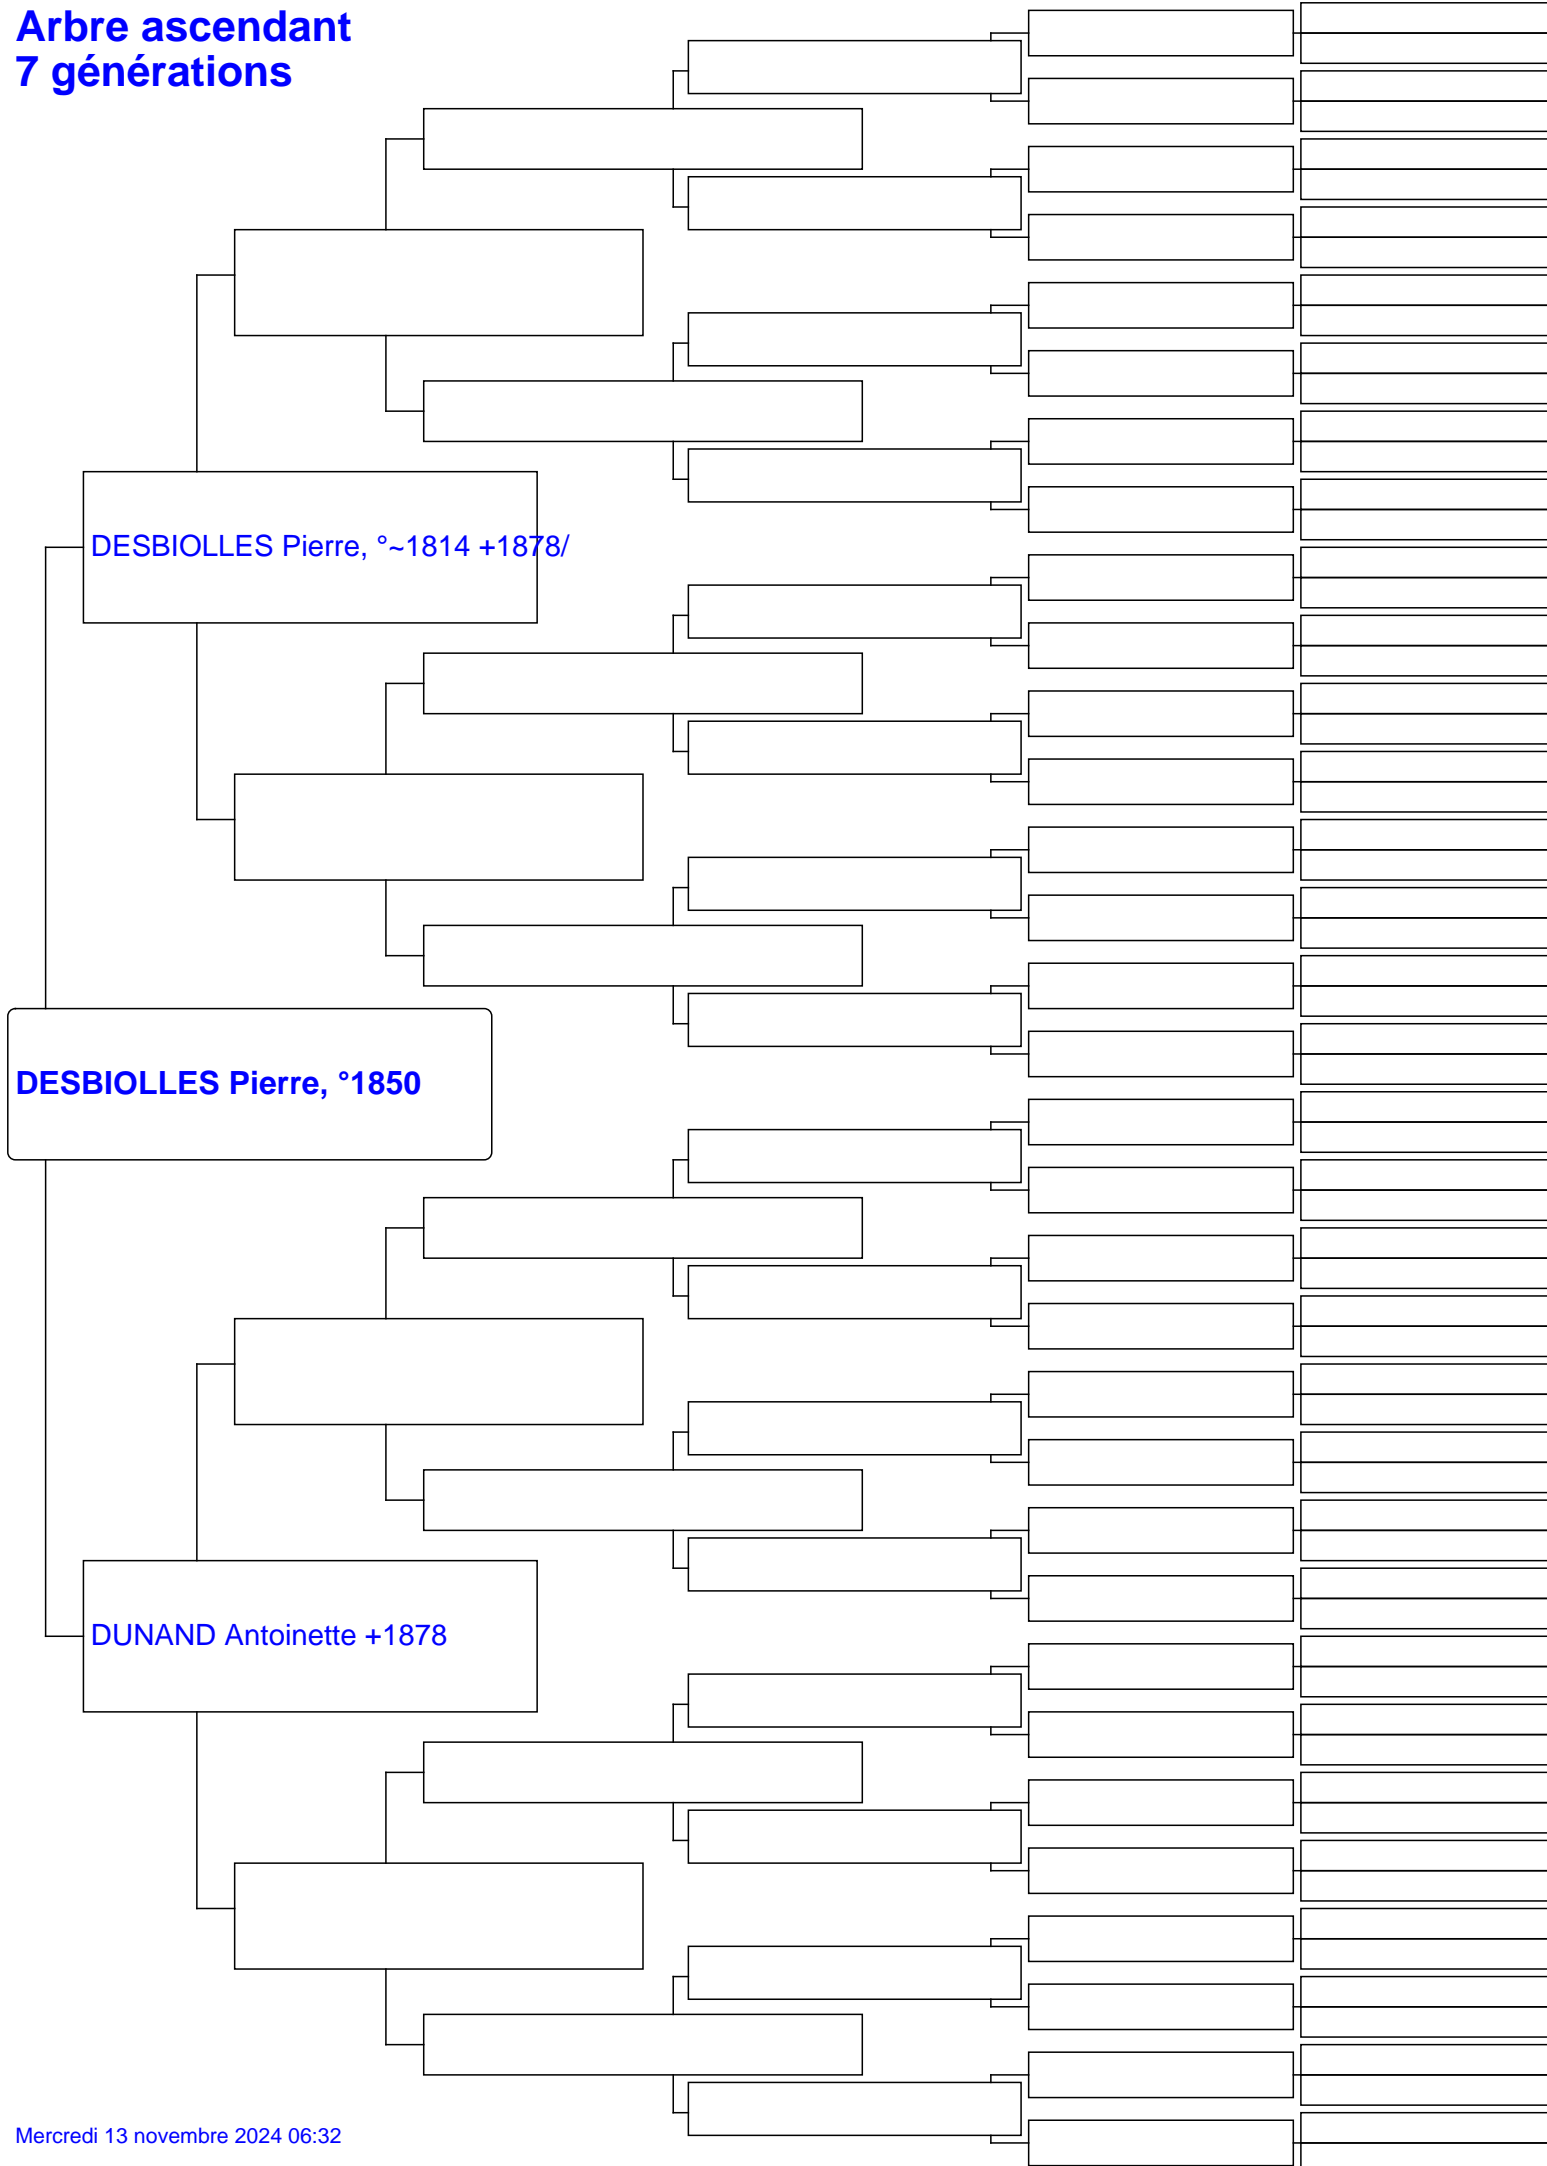 Arbre ascendant
7 générations
DESBIOLLES Pierre, °~1814 +1878/
DESBIOLLES Pierre, °1850
DUNAND Antoinette +1878
Mercredi 13 novembre 2024 06:32